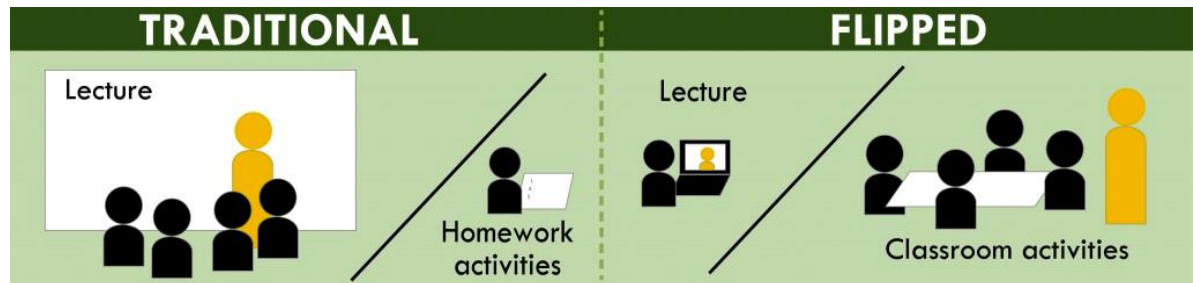 TRADITIONAL
Lecture
Homework
activities
FLIPPED
Lecture
Classroom activities